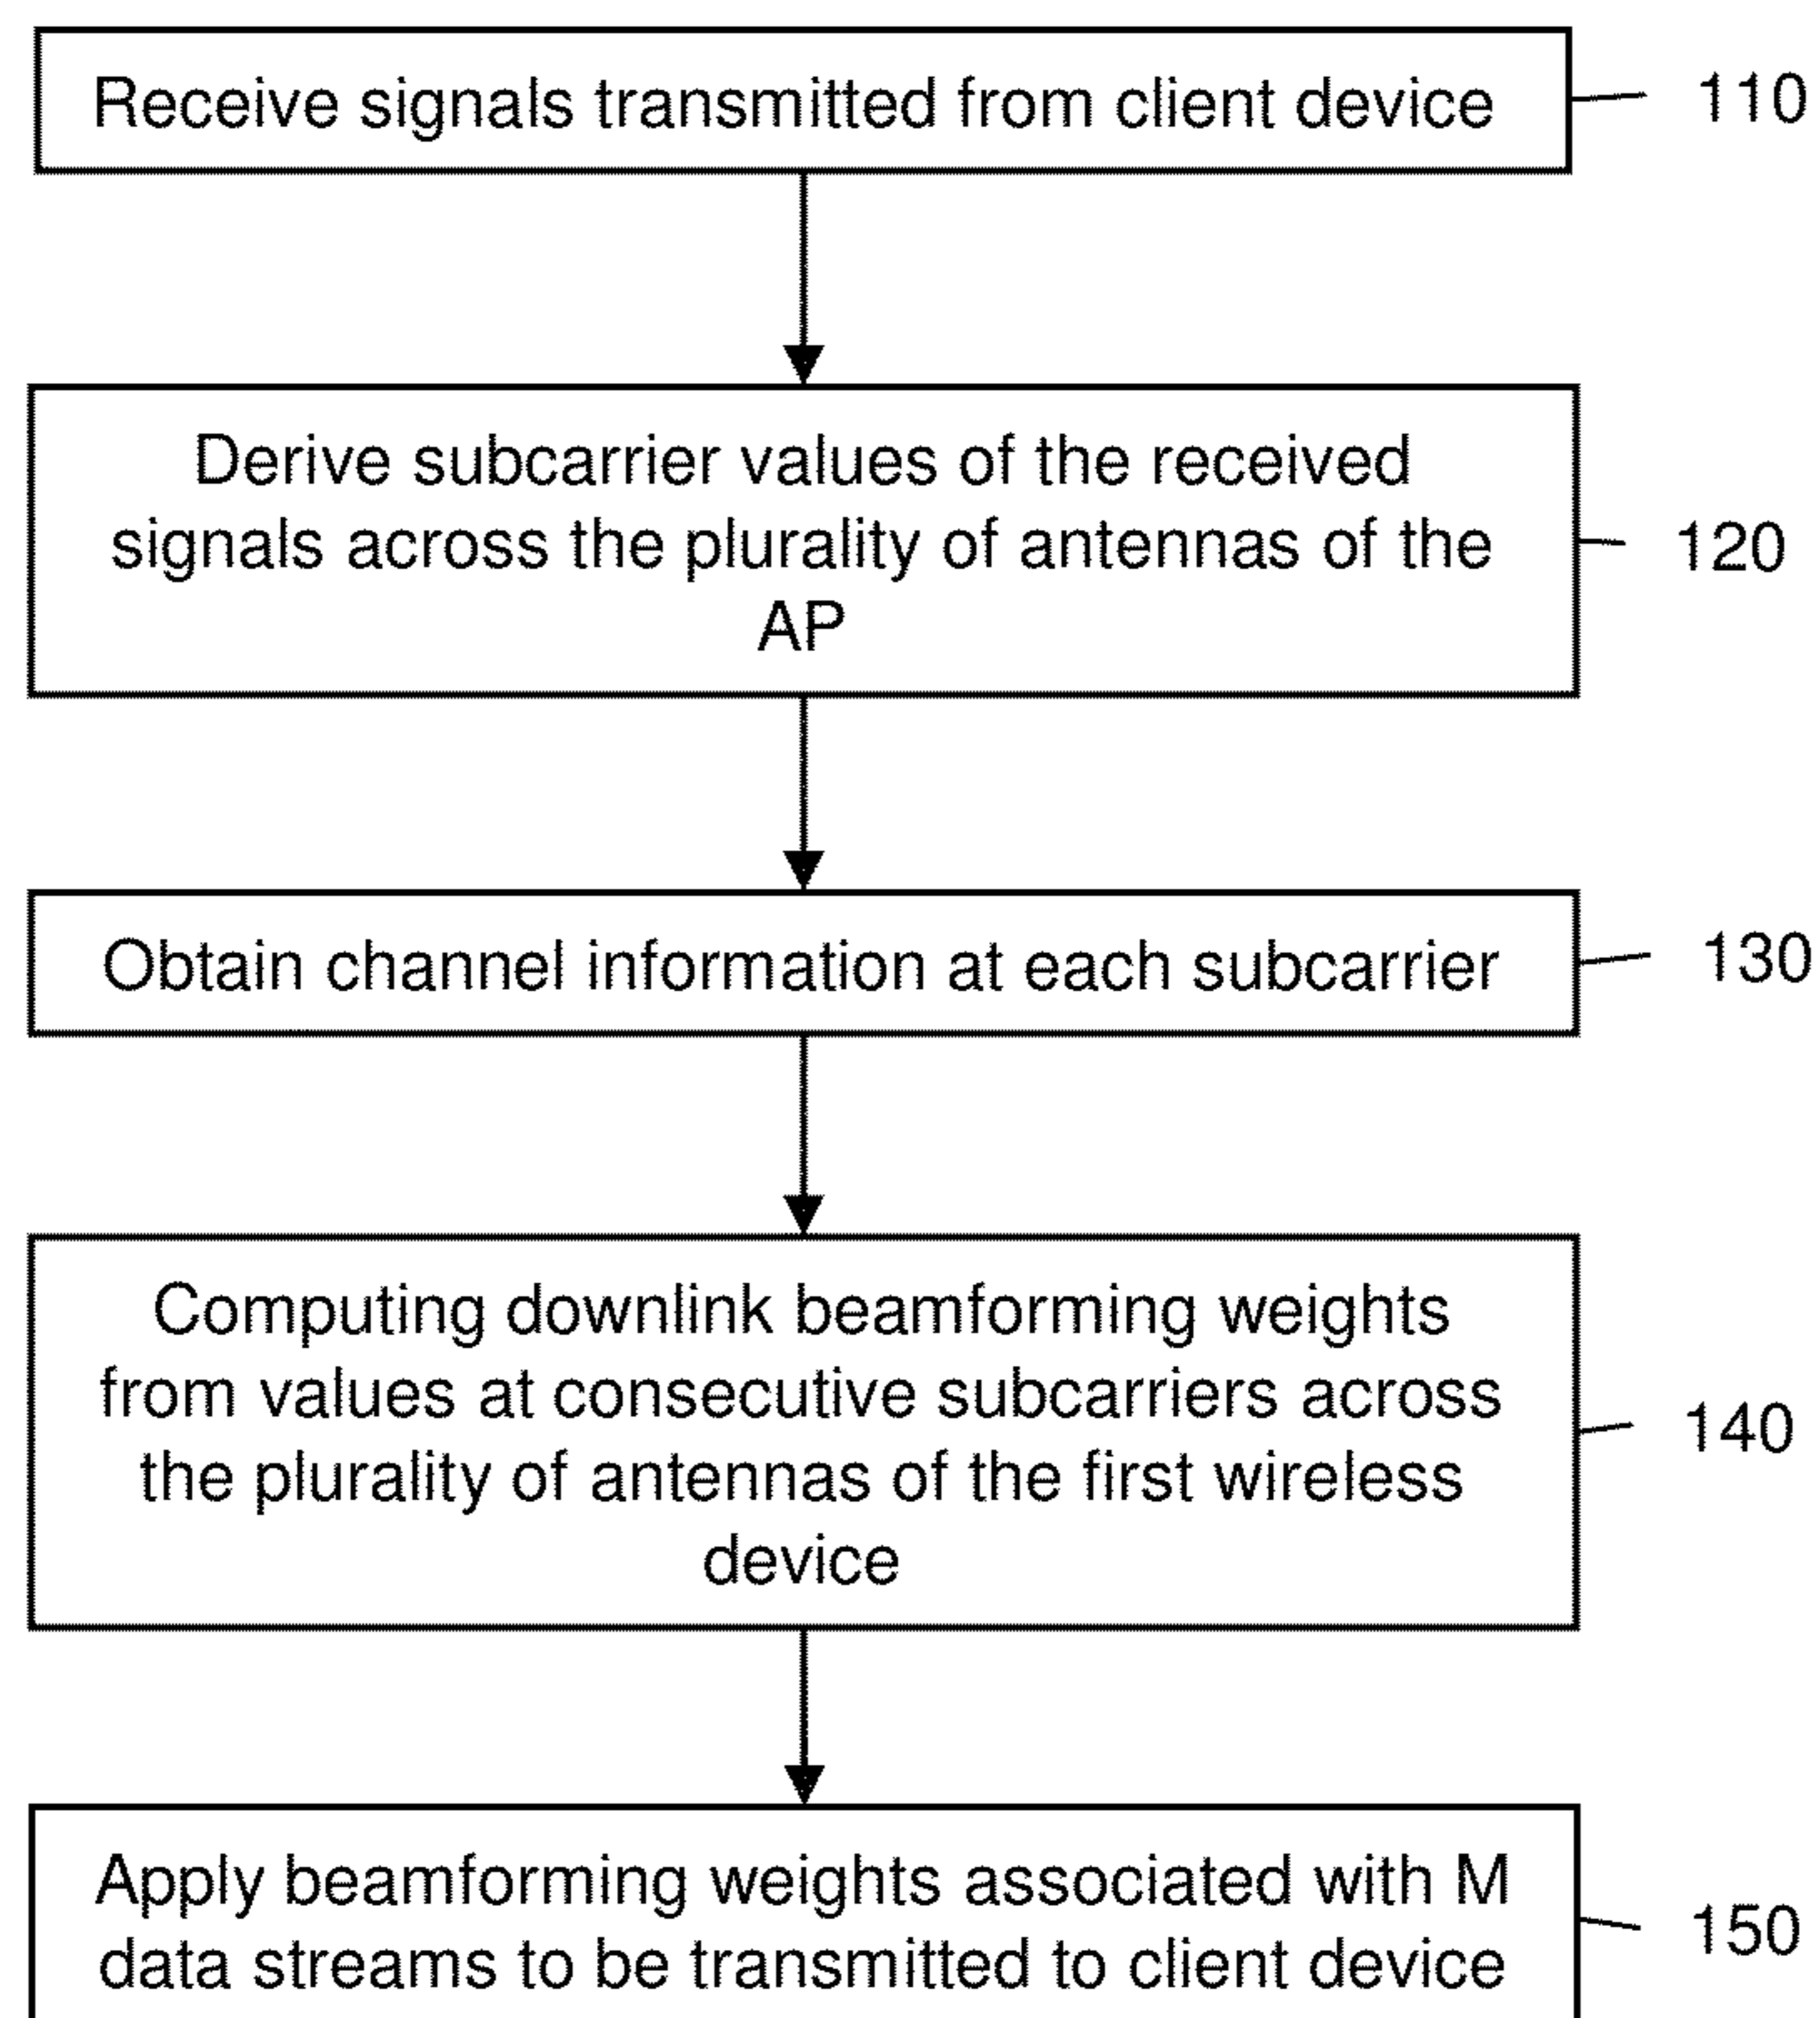 Receive signals transmitted from client device
110
Derive subcarrier values of the received
signals across the plurality of antennas of the
AP
120
Obtain channel information at each subcarrier
130
Computing downlink beamforming weights
from values at consecutive subcarriers across
the plurality of antennas of the first wireless
device
140
Apply beamforming weights associated with M
data streams to be transmitted to client device
150